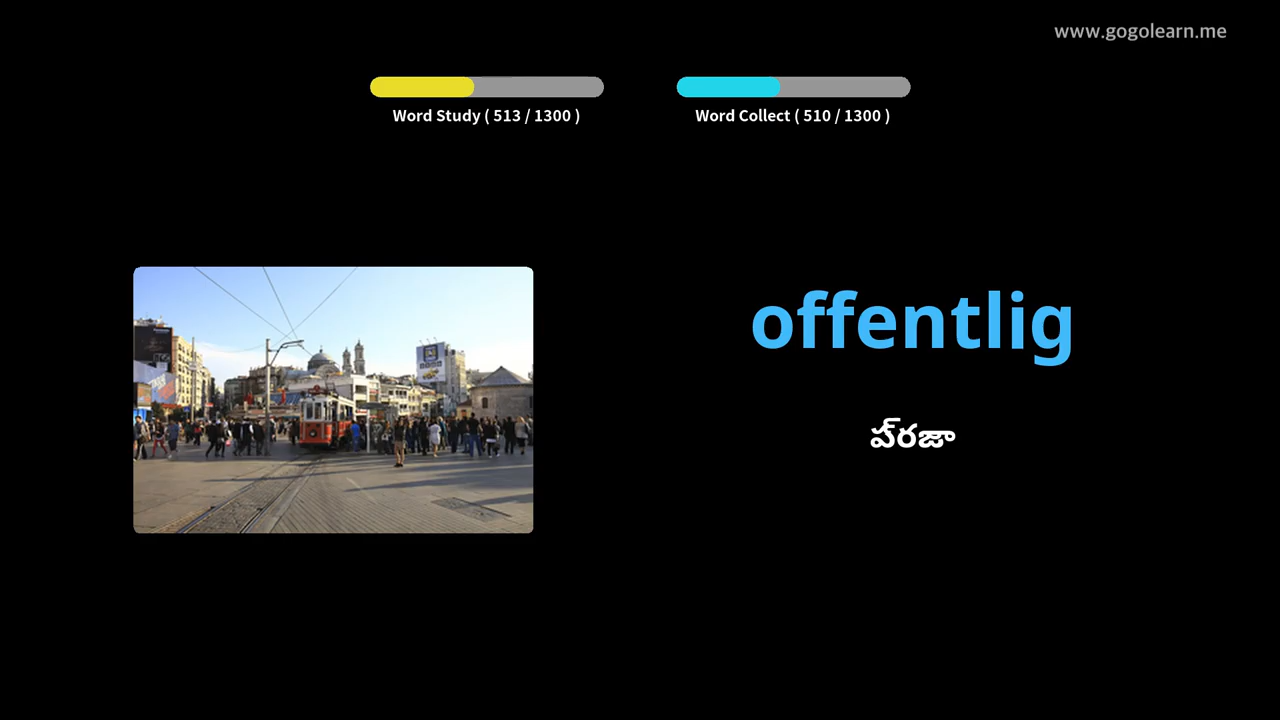 www.gogolearn.me
Word Study ( 513 / 1300 )
Word Collect ( 510 / 1300 )
offentlig
ప్రజా